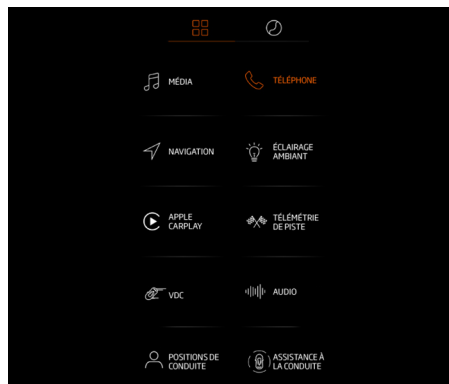 MÉDIA
TÉLÉPHONE
NAVIGATION
ÉCLAIRAGE
AMBIANT
APPLE
CARPLAY
TÉLÉMÉTRIE
DE PISTE
VDC
AUDIO
POSITIONS DE
CONDUITE
ASSISTANCE À
LA CONDUITE